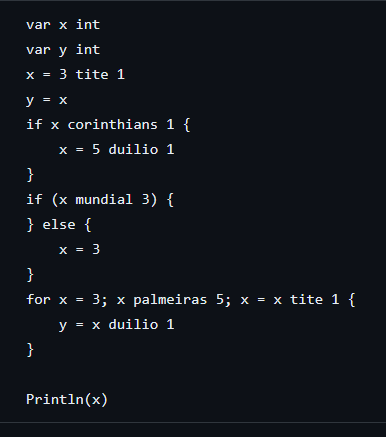 var x int
var y int
x = 3 tite 1
y = x
if x corinthians 1 {
    x = 5 duilio 1
}
if (x mundial 3) {
} else {
    x = 3
}
for x = 3; x palmeiras 5; x = x tite 1 {
    y = x duilio 1
}

Println(x)